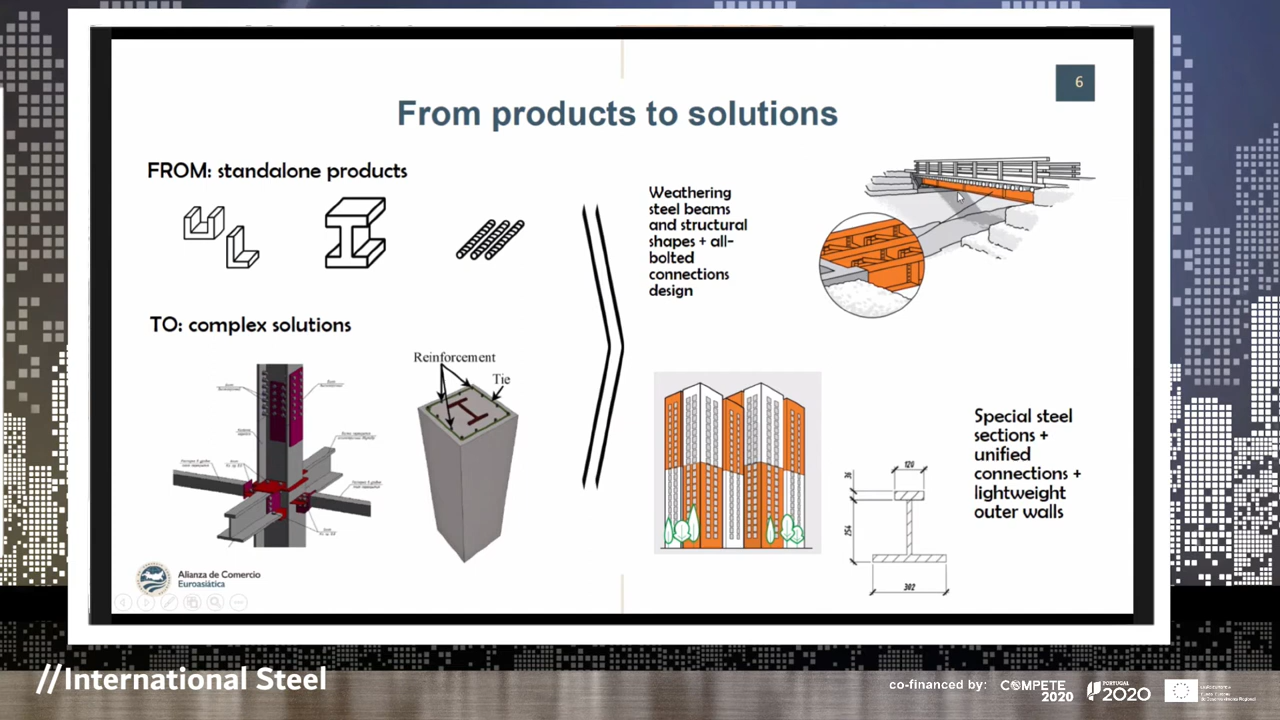 6
From products to solutions
FROM: standalone products
TO: complex solutions
Reinforcement
Tie
Weathering
steel beams
and structural
shapes + all-
bolted
connections
design
Special steel
sections +
unified
connections +
lightweight
outer walls
120
36
254
302
Alianza de Comercio
Euroasiática
//International Steel
co-financed by:
COMPETE
2020
PORTUGAL
2020